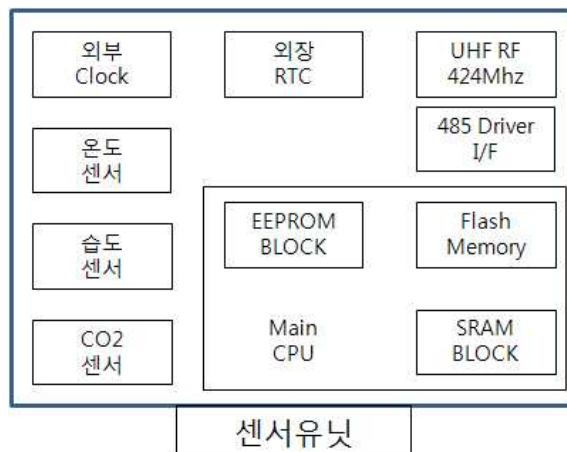 외부
Clock
외장
RTC
UHF RF
424Mhz
485 Driver
I/F
온도
센서
습도
센서
CO2
센서
EEPROM
BLOCK
Flash
Memory
Main
CPU
SRAM
BLOCK
센서유닛